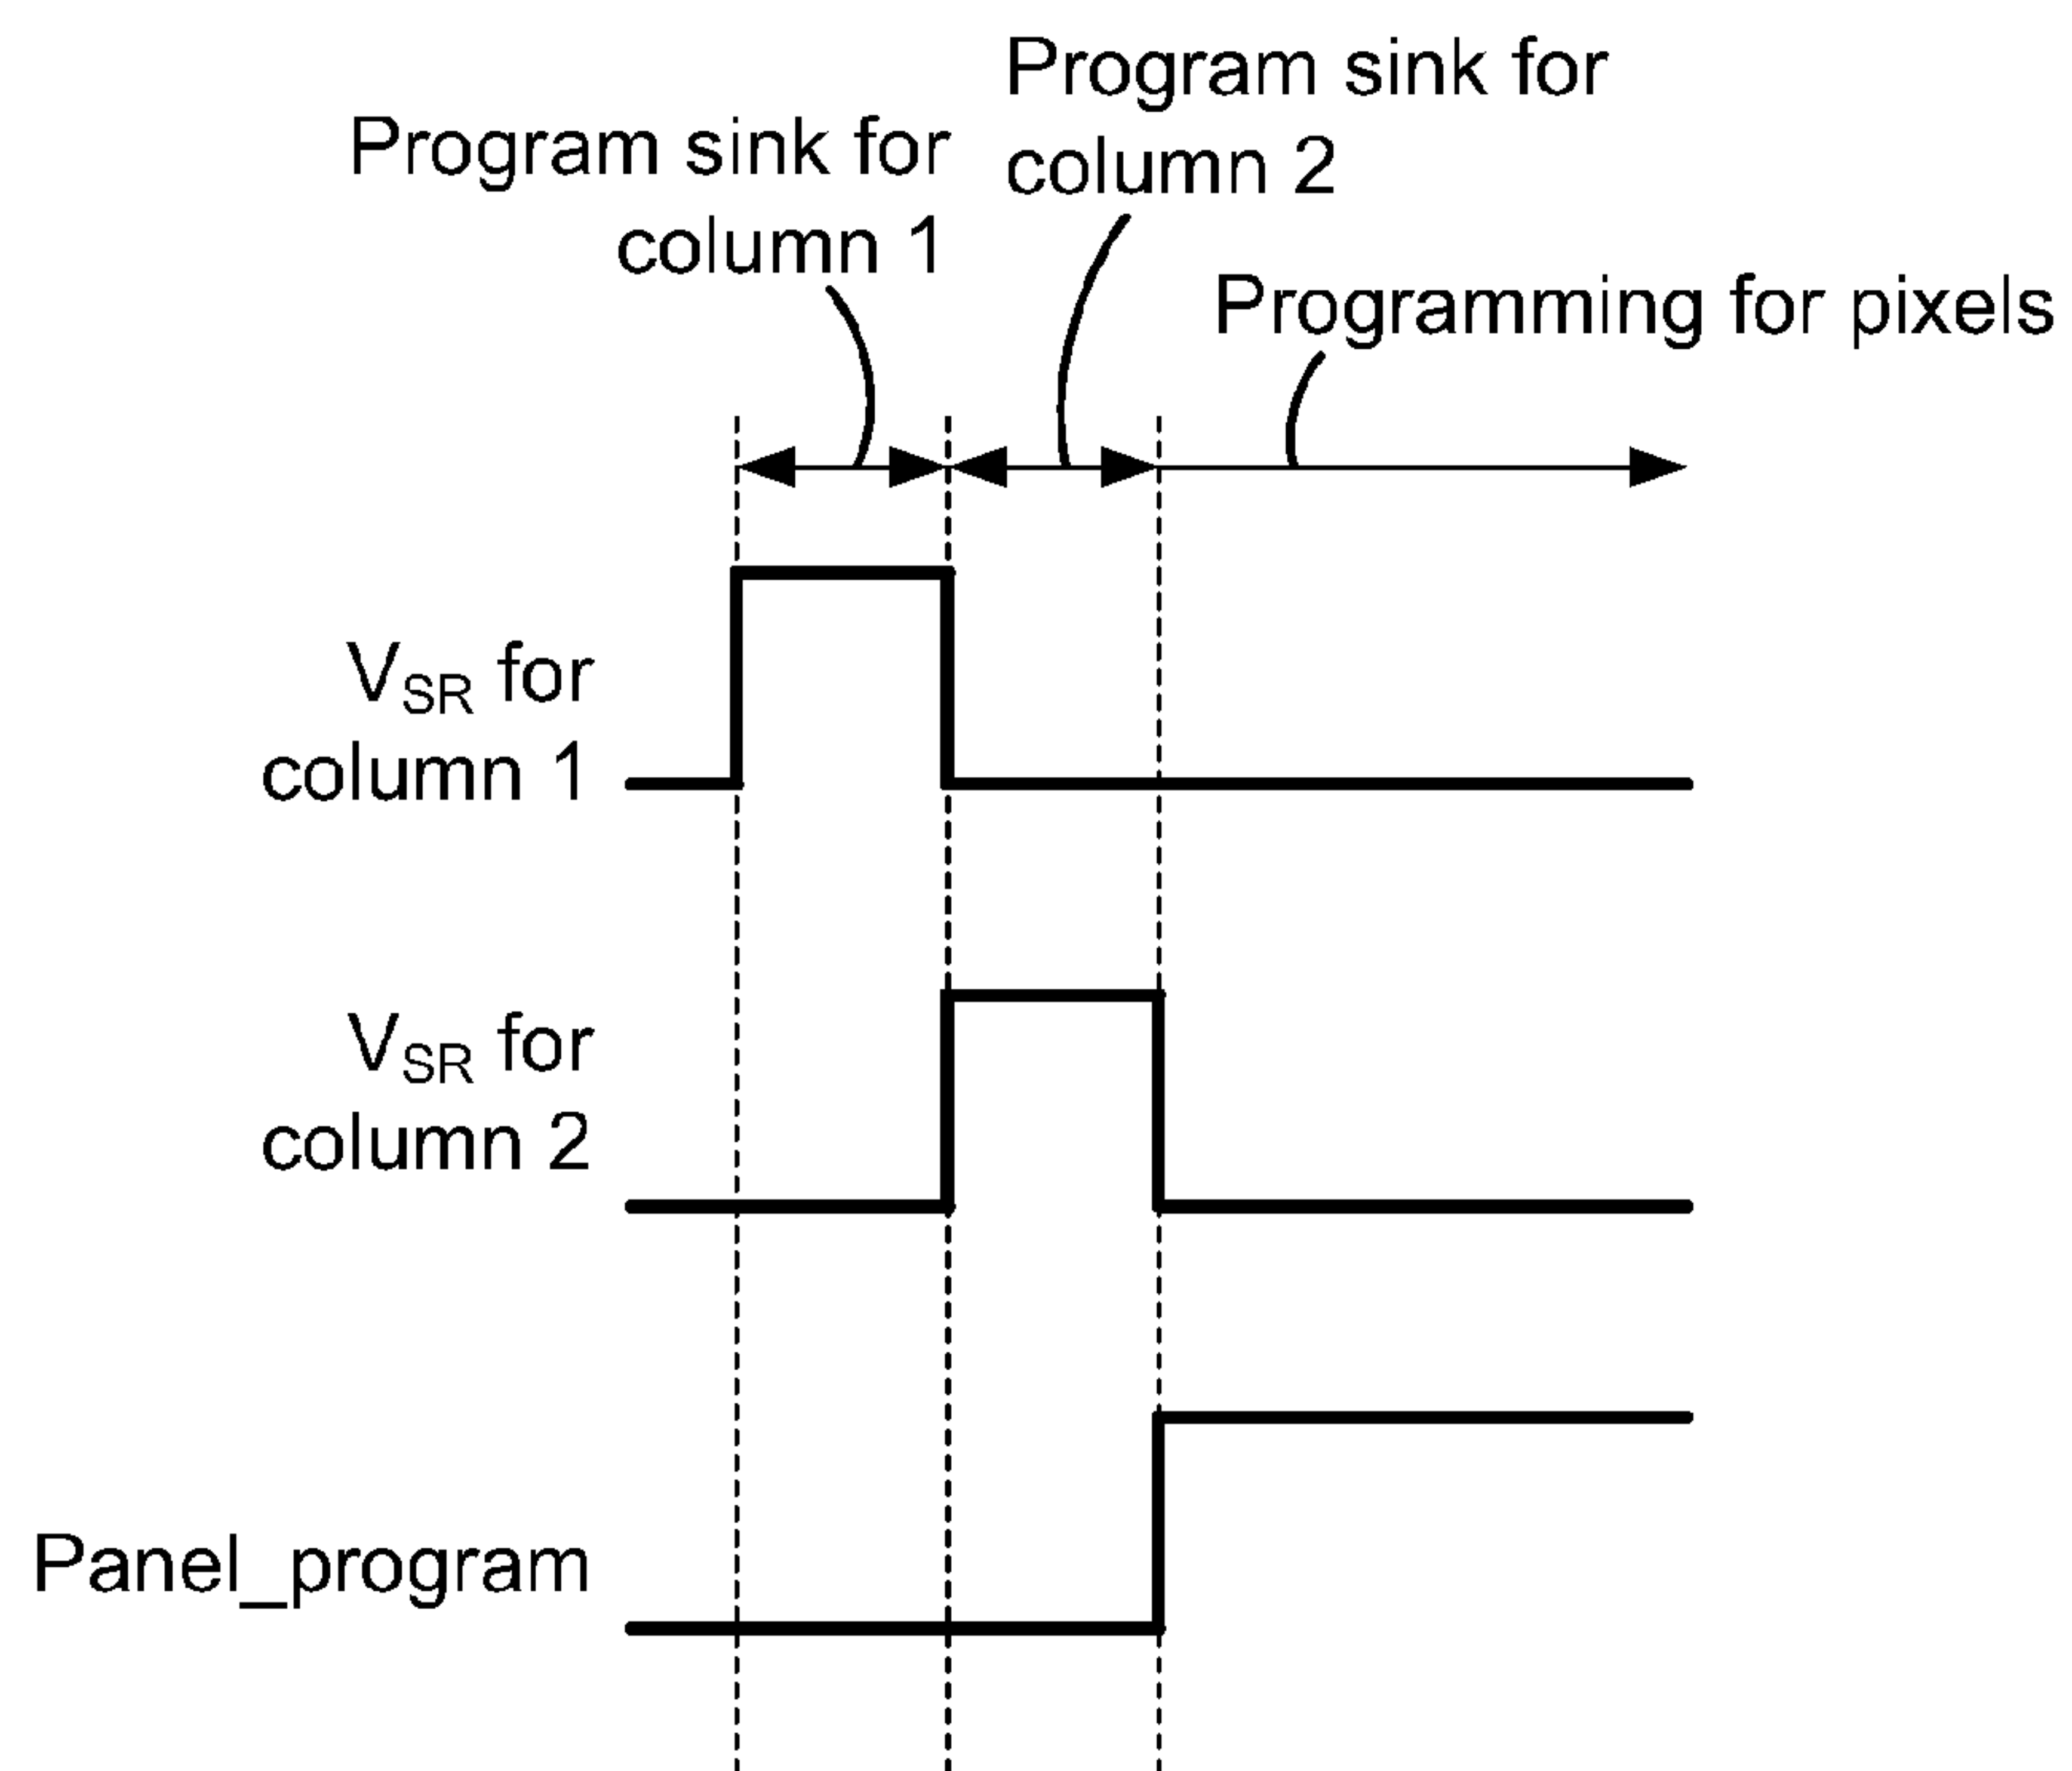 Program sink for
column 1
Program sink for
column 2
Programming for pixels
VSR for
column 1
VSR for
column 2
Panel_program